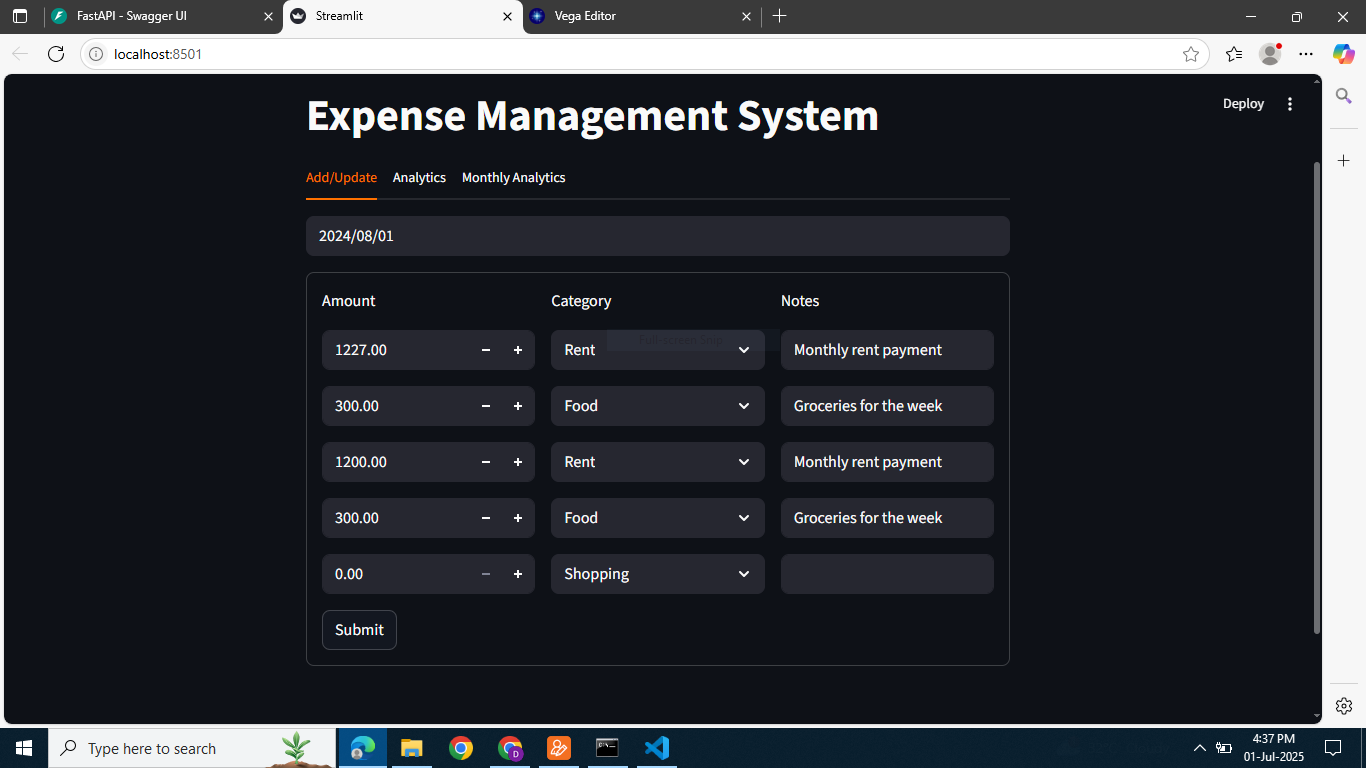 FastAPI - Swagger UI
Streamlit
Vega Editor
localhost:8501
Deploy
Expense Management System
Add/Update Analytics Monthly Analytics
2024/08/01
Amount Category Notes
1227.00 Rent Monthly rent payment
300.00 Food Groceries for the week
1200.00 Rent Monthly rent payment
300.00 Food Groceries for the week
0.00 Shopping
Submit
Type here to search
D
4:37 PM
01-Jul-2025